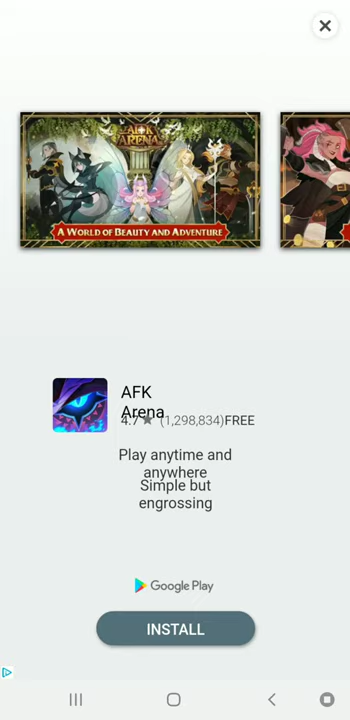 AFK
ARENA
A WORLD OF BEAUTY AND ADVENTURE
AFK
Arena
4.7★ (1,298,834)FREE
Play anytime and
anywhere
Simple but
engrossing
Google Play
INSTALL